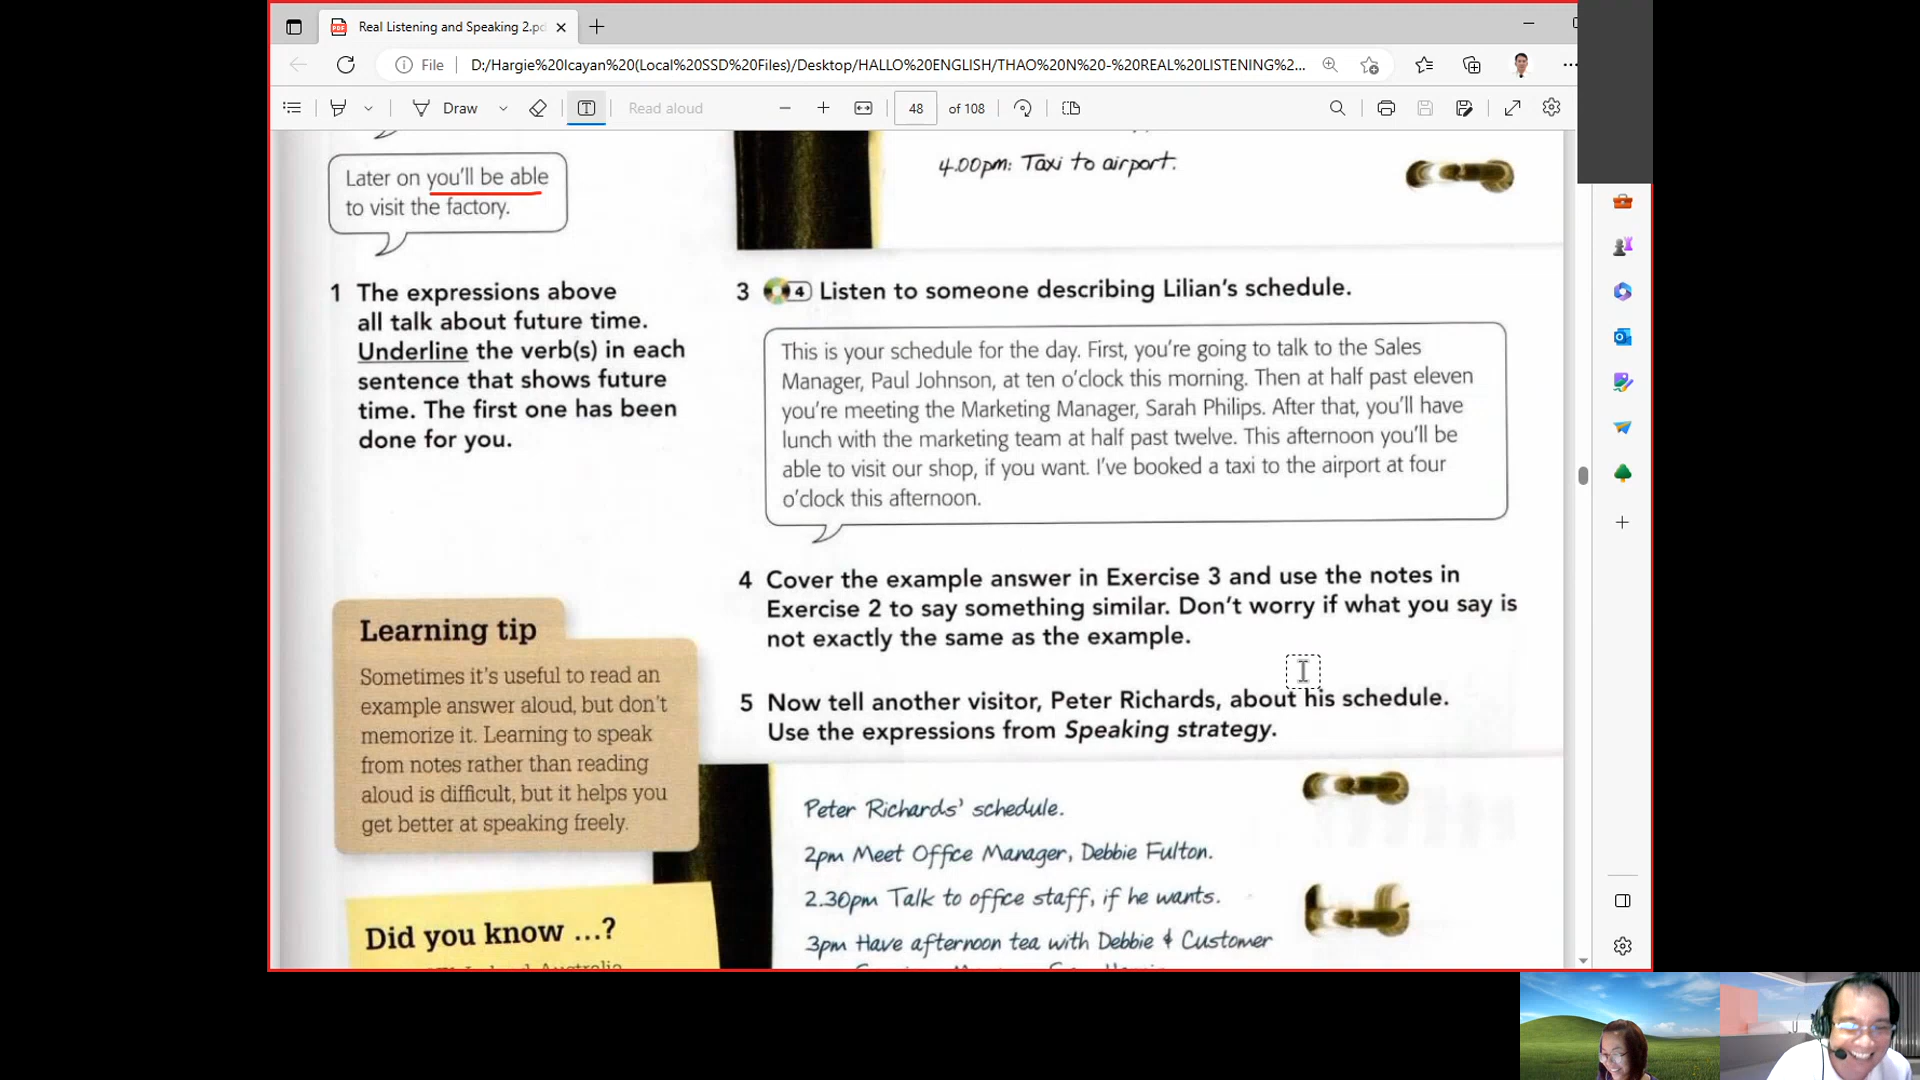 Real Listening and Speaking 2.pd
File
D:/Hargie%20Icayan%20(Local%20SSD%20Files)/Desktop/HALLO%20ENGLISH/THAO%20N%20-%20REAL%20LISTENING%2...
Draw
Read aloud
48 of 108
Later on you'll be able
to visit the factory.
4.00pm: Taxi to airport.
1 The expressions above
all talk about future time.
Underline the verb(s) in each
sentence that shows future
time. The first one has been
done for you.
Learning tip
Sometimes it's useful to read an
example answer aloud, but don't
memorize it. Learning to speak
from notes rather than reading
aloud is difficult, but it helps you
get better at speaking freely.
Did you know ...?
3 4 Listen to someone describing Lilian's schedule.
This is your schedule for the day. First, you're going to talk to the Sales
Manager, Paul Johnson, at ten o'clock this morning. Then at half past eleven
you're meeting the Marketing Manager, Sarah Philips. After that, you'll have
lunch with the marketing team at half past twelve. This afternoon you'll be
able to visit our shop, if you want. I've booked a taxi to the airport at four
o'clock this afternoon.
4 Cover the example answer in Exercise 3 and use the notes in
Exercise 2 to say something similar. Don't worry if what you say is
not exactly the same as the example.
5 Now tell another visitor, Peter Richards, about his schedule.
Use the expressions from Speaking strategy.
Peter Richards' schedule.
2pm Meet Office Manager, Debbie Fulton.
2.30pm Talk to office staff, if he wants.
3pm Have afternoon tea with Debbie & Customer